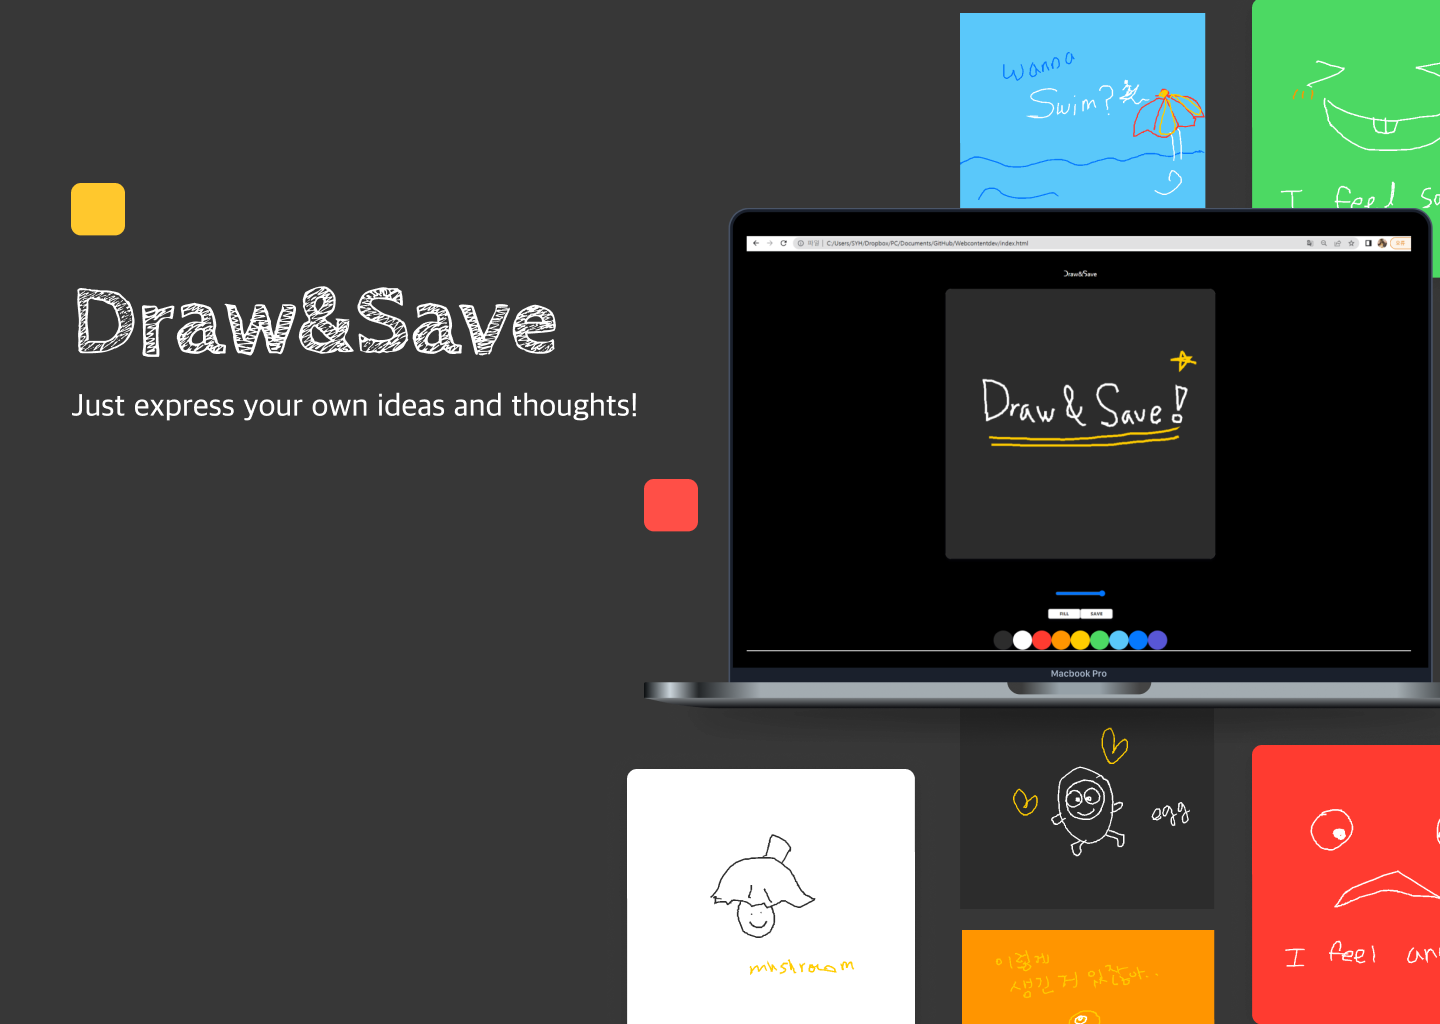 Draw&Save
Just express your own ideas and thoughts!
wanna
Swim?
I feel
C:/Users/SYH/Dropbox/PC/Documents/GitHub/Webcontentdev/index.html
Draw&Save
Draw & Save!
FILL
SAVE
Macbook Pro
egg
mushroom
이렇게
생긴 거 있잖아..
I feel